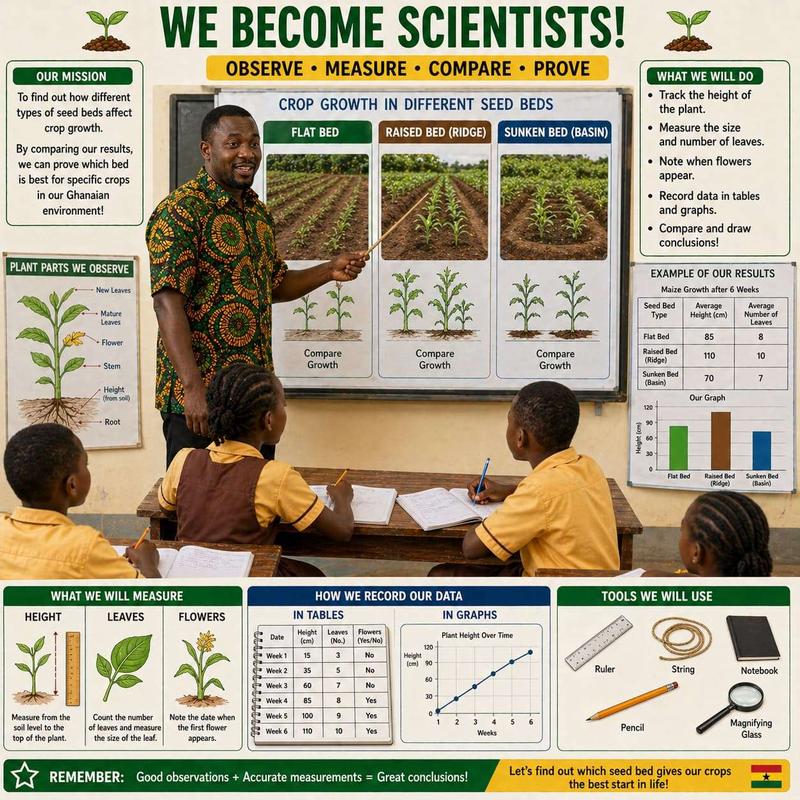 WE BECOME SCIENTISTS!
OBSERVE • MEASURE • COMPARE • PROVE
OUR MISSION
To find out how different
types of seed beds affect
crop growth.
By comparing our results,
we can prove which bed
is best for specific crops
in our Ghanaian
environment!
CROP GROWTH IN DIFFERENT SEED BEDS
FLAT BED
RAISED BED (RIDGE)
SUNKEN BED (BASIN)
Compare
Growth
Compare
Growth
Compare
Growth
WHAT WE WILL DO
• Track the height of
the plant.
• Measure the size
and number of leaves.
• Note when flowers
appear.
• Record data in tables
and graphs.
• Compare and draw
conclusions!
PLANT PARTS WE OBSERVE
New Leaves
Mature
Leaves
Flower
Stem
Height
(from soil)
Root
EXAMPLE OF OUR RESULTS
Maize Growth after 6 Weeks
Seed Bed Type Average Height (cm) Average Number of Leaves
Flat Bed 85 8
Raised Bed (Ridge) 110 10
Sunken Bed (Basin) 70 7
Our Graph
Height (cm)
120
90
60
30
0
Flat Bed
Raised Bed
(Ridge)
Sunken Bed
(Basin)
WHAT WE WILL MEASURE
HEIGHT
Measure from the
soil level to the
top of the plant.
LEAVES
Count the number
of leaves and measure
the size of the leaf.
FLOWERS
Note the date when
the first flower
appears.
HOW WE RECORD OUR DATA
IN TABLES
Date Height (cm) Leaves (No.) Flowers (Yes/No)
Week 1 15 3 No
Week 2 35 5 No
Week 3 60 7 No
Week 4 85 8 Yes
Week 5 100 9 Yes
Week 6 110 10 Yes
IN GRAPHS
Plant Height Over Time
Height
(cm)
120
90
60
30
0
1 2 3 4 5 6
Weeks
TOOLS WE WILL USE
Ruler
String
Notebook
Pencil
Magnifying
Glass
REMEMBER: Good observations + Accurate measurements = Great conclusions!
Let's find out which seed bed gives our crops
the best start in life!